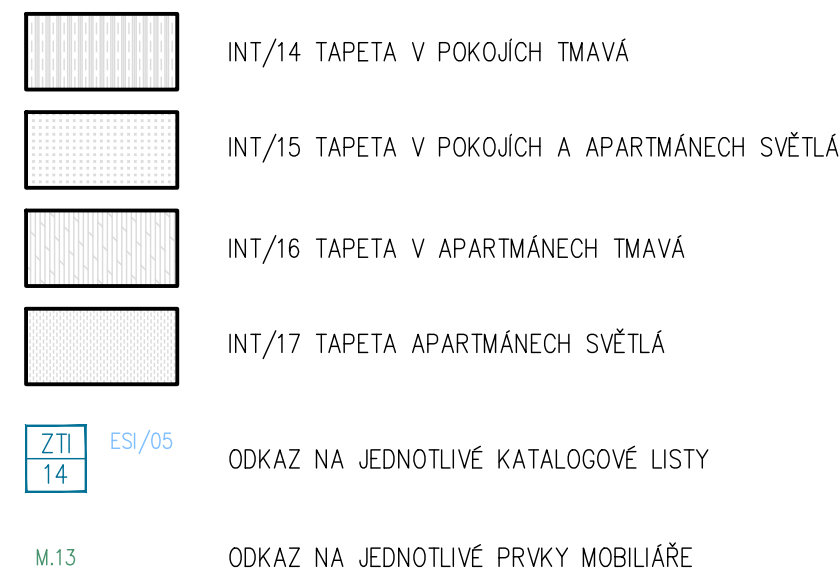 INT/14 TAPETA V POKOJÍCH TMAVÁ
INT/15 TAPETA V POKOJÍCH A APARTMÁNECH SVĚTLÁ
INT/16 TAPETA V APARTMÁNECH TMAVÁ
INT/17 TAPETA APARTMÁNECH SVĚTLÁ
ZTI ESI/05
14
ODKAZ NA JEDNOTLIVÉ KATALOGOVÉ LISTY
M.13 ODKAZ NA JEDNOTLIVÉ PRVKY MOBILIÁŘE